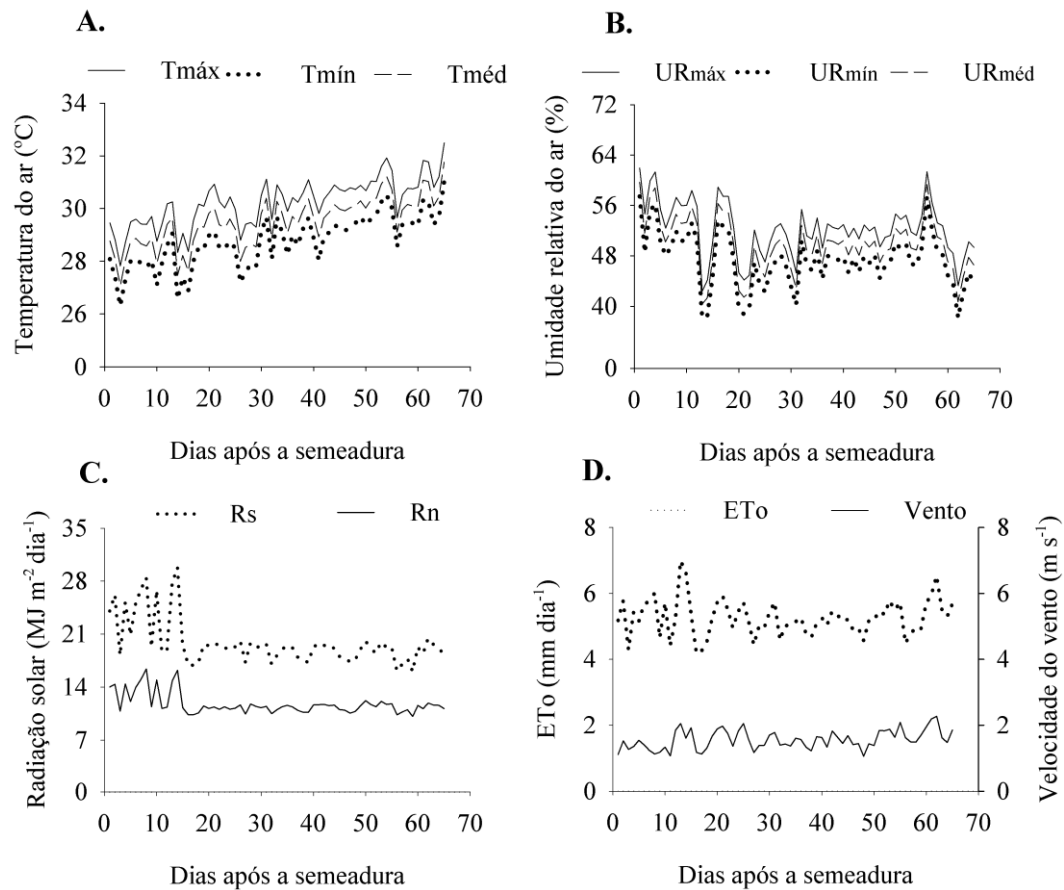 A.
Tmáx Tmín Tméd
Temperatura do ar (ºC)
34
32
30
28
26
0
0 10 20 30 40 50 60 70
Dias após a semeadura
B.
URmáx URmín URméd
Umidade relativa do ar (%)
72
64
56
48
40
0
0 10 20 30 40 50 60 70
Dias após a semeadura
C.
Rs Rn
Radiação solar (MJ m-2 dia-1)
35
28
21
14
7
0
0 10 20 30 40 50 60 70
Dias após a semeadura
D.
ETo Vento
ETo (mm dia-1)
8
6
4
2
0
8
6
4
2
0
Velocidade do vento (m s-1)
0 10 20 30 40 50 60 70
Dias após a semeadura